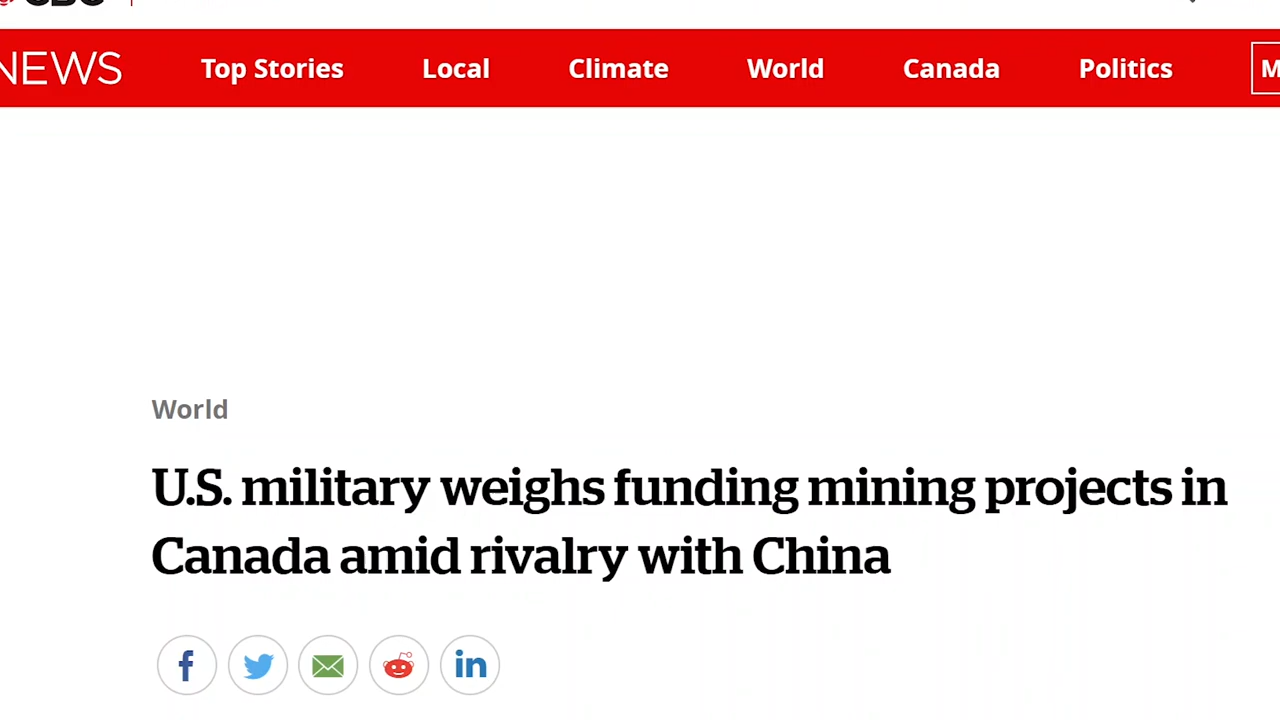 CBC
NEWS Top Stories Local Climate World Canada Politics M
World
U.S. military weighs funding mining projects in
Canada amid rivalry with China